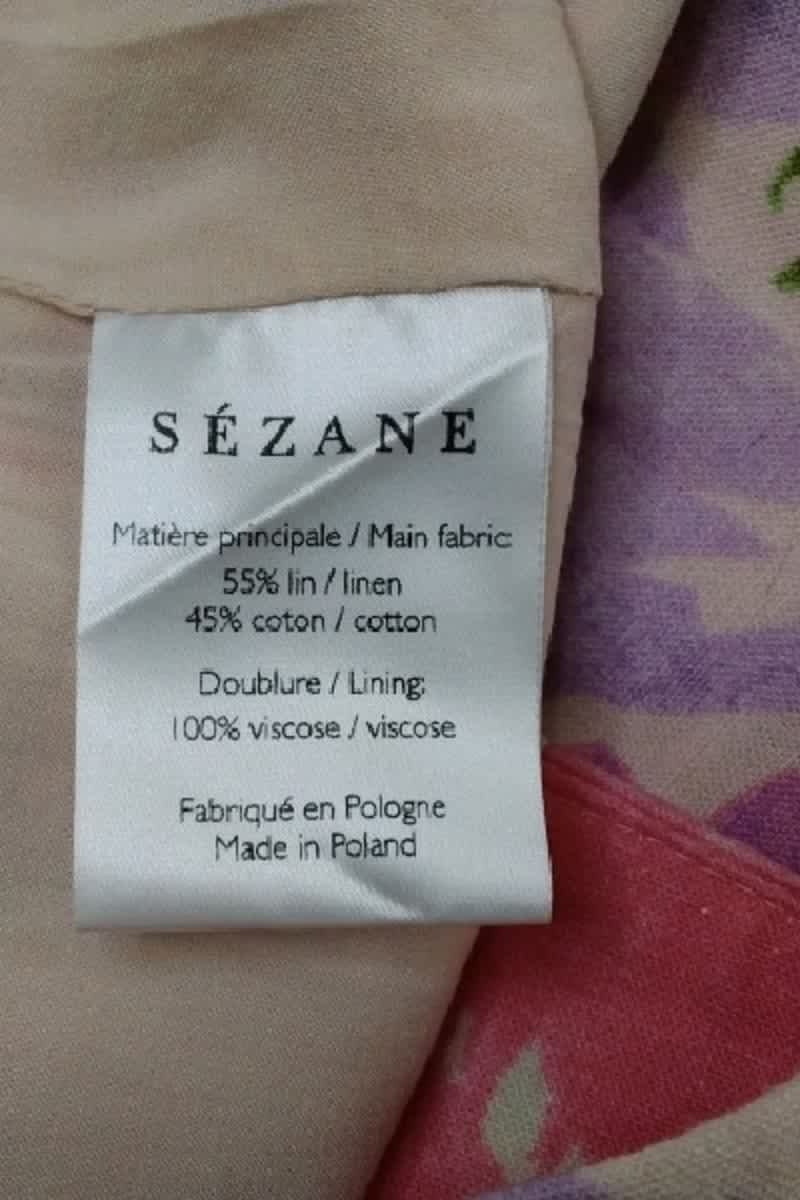 SÉZANE
Matière principale / Main fabric:
55% lin / linen
45% coton / cotton
Doublure / Lining:
100% viscose / viscose
Fabriqué en Pologne
Made in Poland